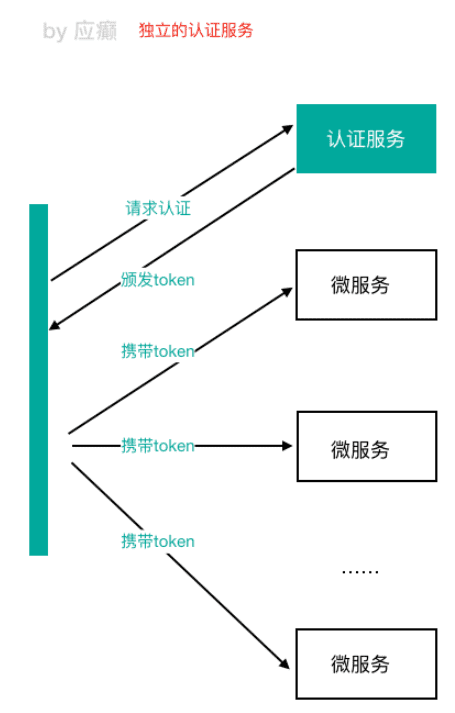 by 应癫 独立的认证服务
认证服务
请求认证
颁发token
微服务
携带token
携带token
微服务
携带token
……
微服务